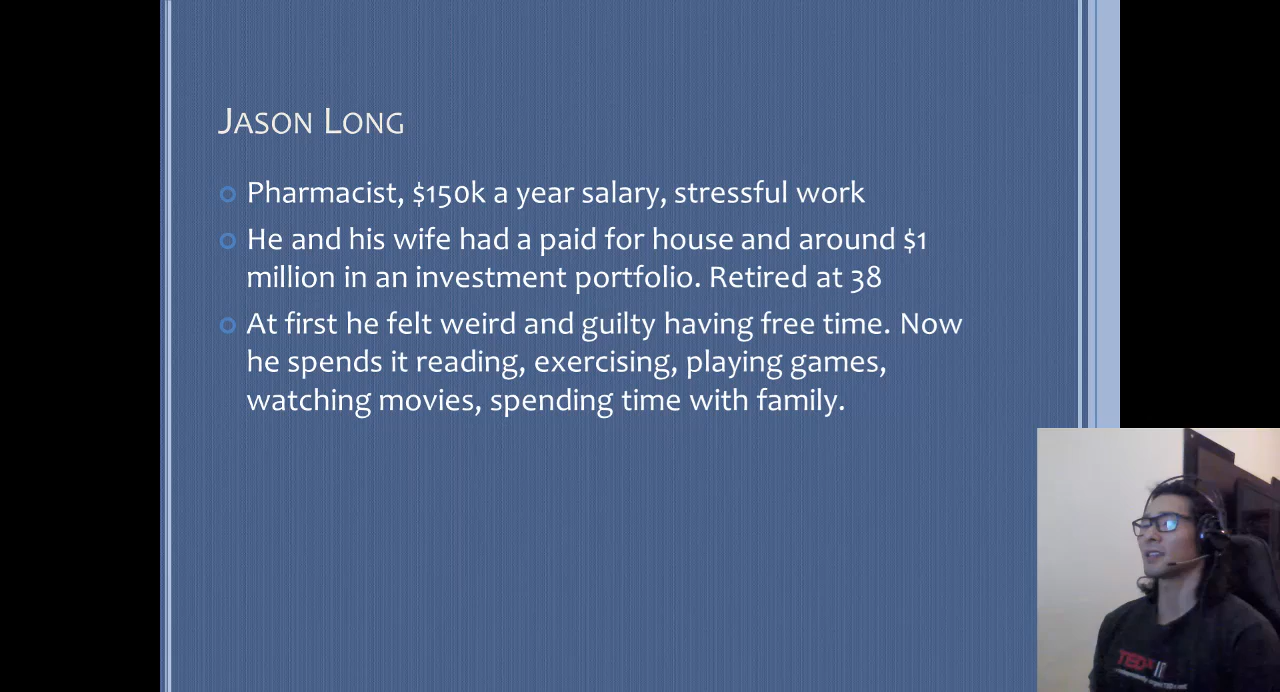 Jason Long
Pharmacist, $150k a year salary, stressful work
He and his wife had a paid for house and around $1
million in an investment portfolio. Retired at 38
At first he felt weird and guilty having free time. Now
he spends it reading, exercising, playing games,
watching movies, spending time with family.
TEDx